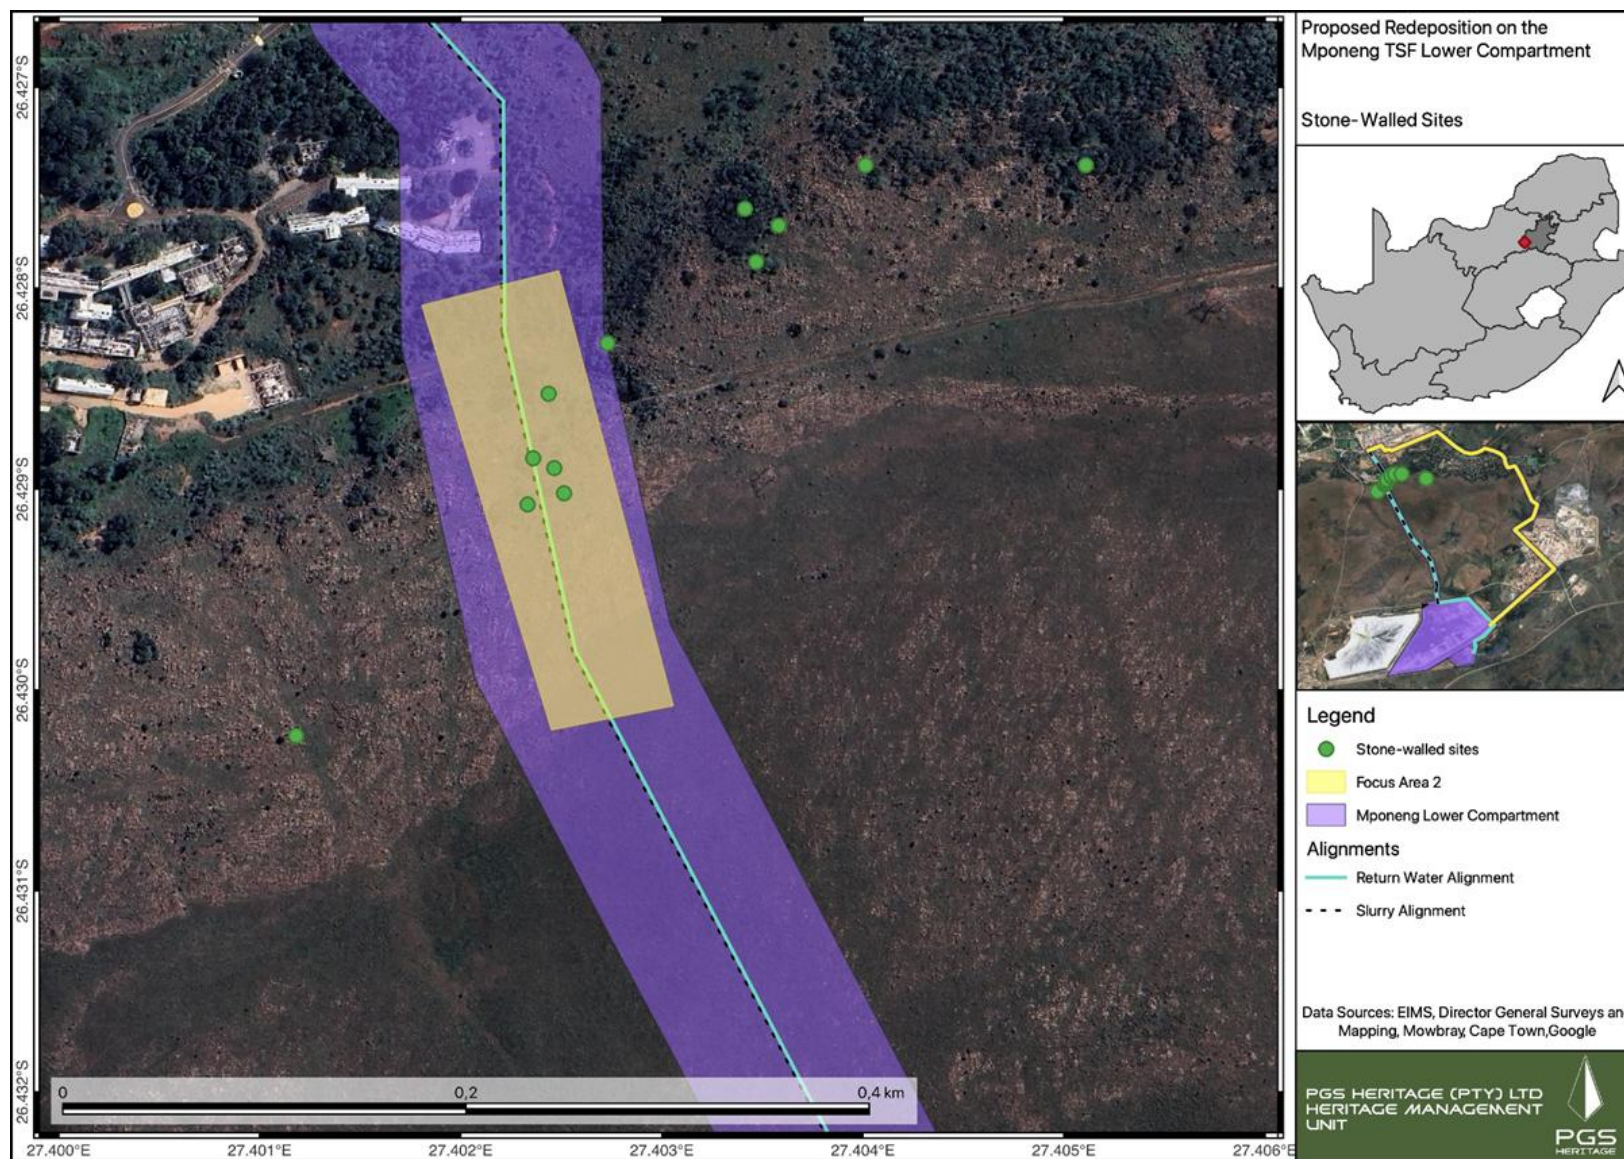 Proposed Redeposition on the
Mponeng TSF Lower Compartment
Stone-Walled Sites
26.427°S
26.428°S
26.429°S
26.430°S
26.431°S
26.432°S
0
0,2
0,4 km
27.400°E
27.401°E
27.402°E
27.403°E
27.404°E
27.405°E
27.406°E
Legend
Stone-walled sites
Focus Area 2
Mponeng Lower Compartment
Alignments
Return Water Alignment
Slurry Alignment
Data Sources: EIMS, Director General Surveys an
Mapping, Mowbray, Cape Town,Google
PGS HERITAGE (PTY) LTD
HERITAGE MANAGEMENT
UNIT
PGS
HERITAGE